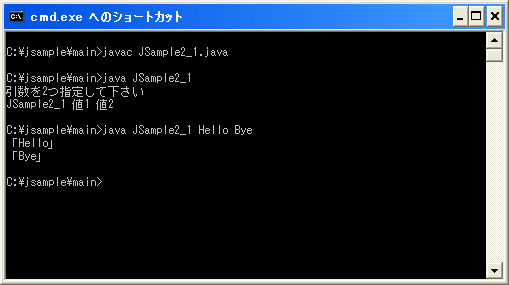 cmd.exe へのショートカット
C:¥jsample¥main>javac JSample2_1.java
C:¥jsample¥main>java JSample2_1
引数を2つ指定して下さい
JSample2_1 値1 値2
C:¥jsample¥main>java JSample2_1 Hello Bye
「Hello」
「Bye」
C:¥jsample¥main>